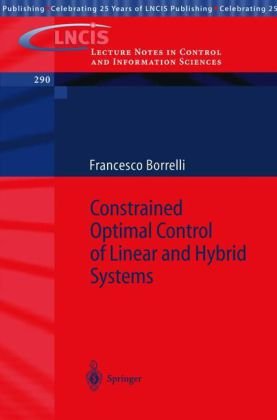 Publishing Celebrating 25 Years of LNCIS Publishing Celebrating 25
LNCIS
LECTURE NOTES IN CONTROL
AND INFORMATION SCIENCES
290
Francesco Borrelli
Constrained
Optimal Control
of Linear and Hybrid
Systems
Springer